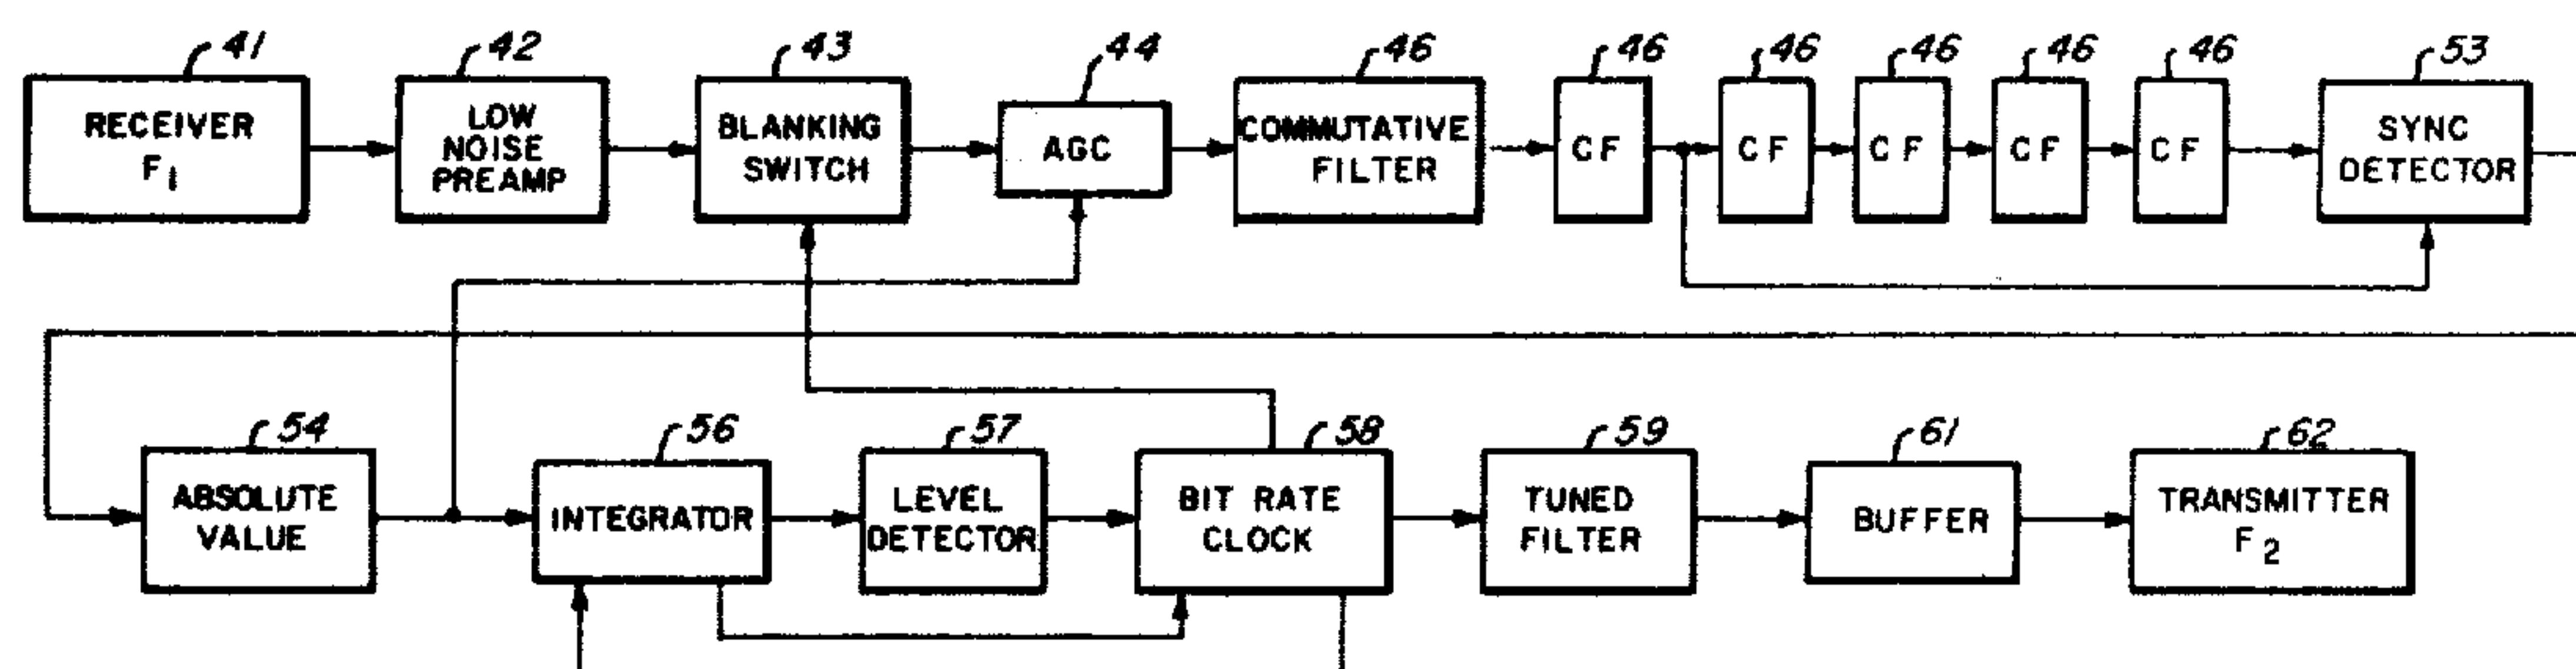 41 42 43 44 46 46 46 46 46 46 53
RECEIVER
F1
LOW
NOISE
PREAMP
BLANKING
SWITCH
AGC
COMMUTATIVE
FILTER
CF
CF
CF
CF
CF
SYNC
DETECTOR
54 56 57 58 59 61 62
ABSOLUTE
VALUE
INTEGRATOR
LEVEL
DETECTOR
BIT RATE
CLOCK
TUNED
FILTER
BUFFER
TRANSMITTER
F2